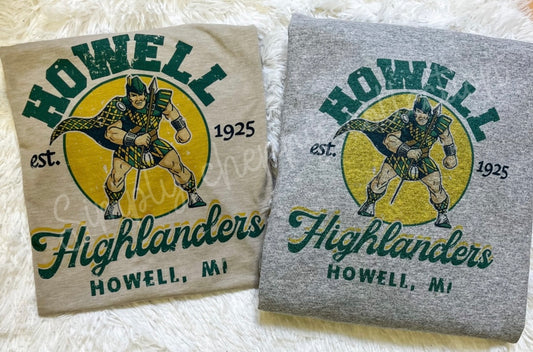 HOWELL
est. 1925
Highlanders
HOWELL, MI
HOWELL
est. 1925
Highlanders
HOWELL, MI